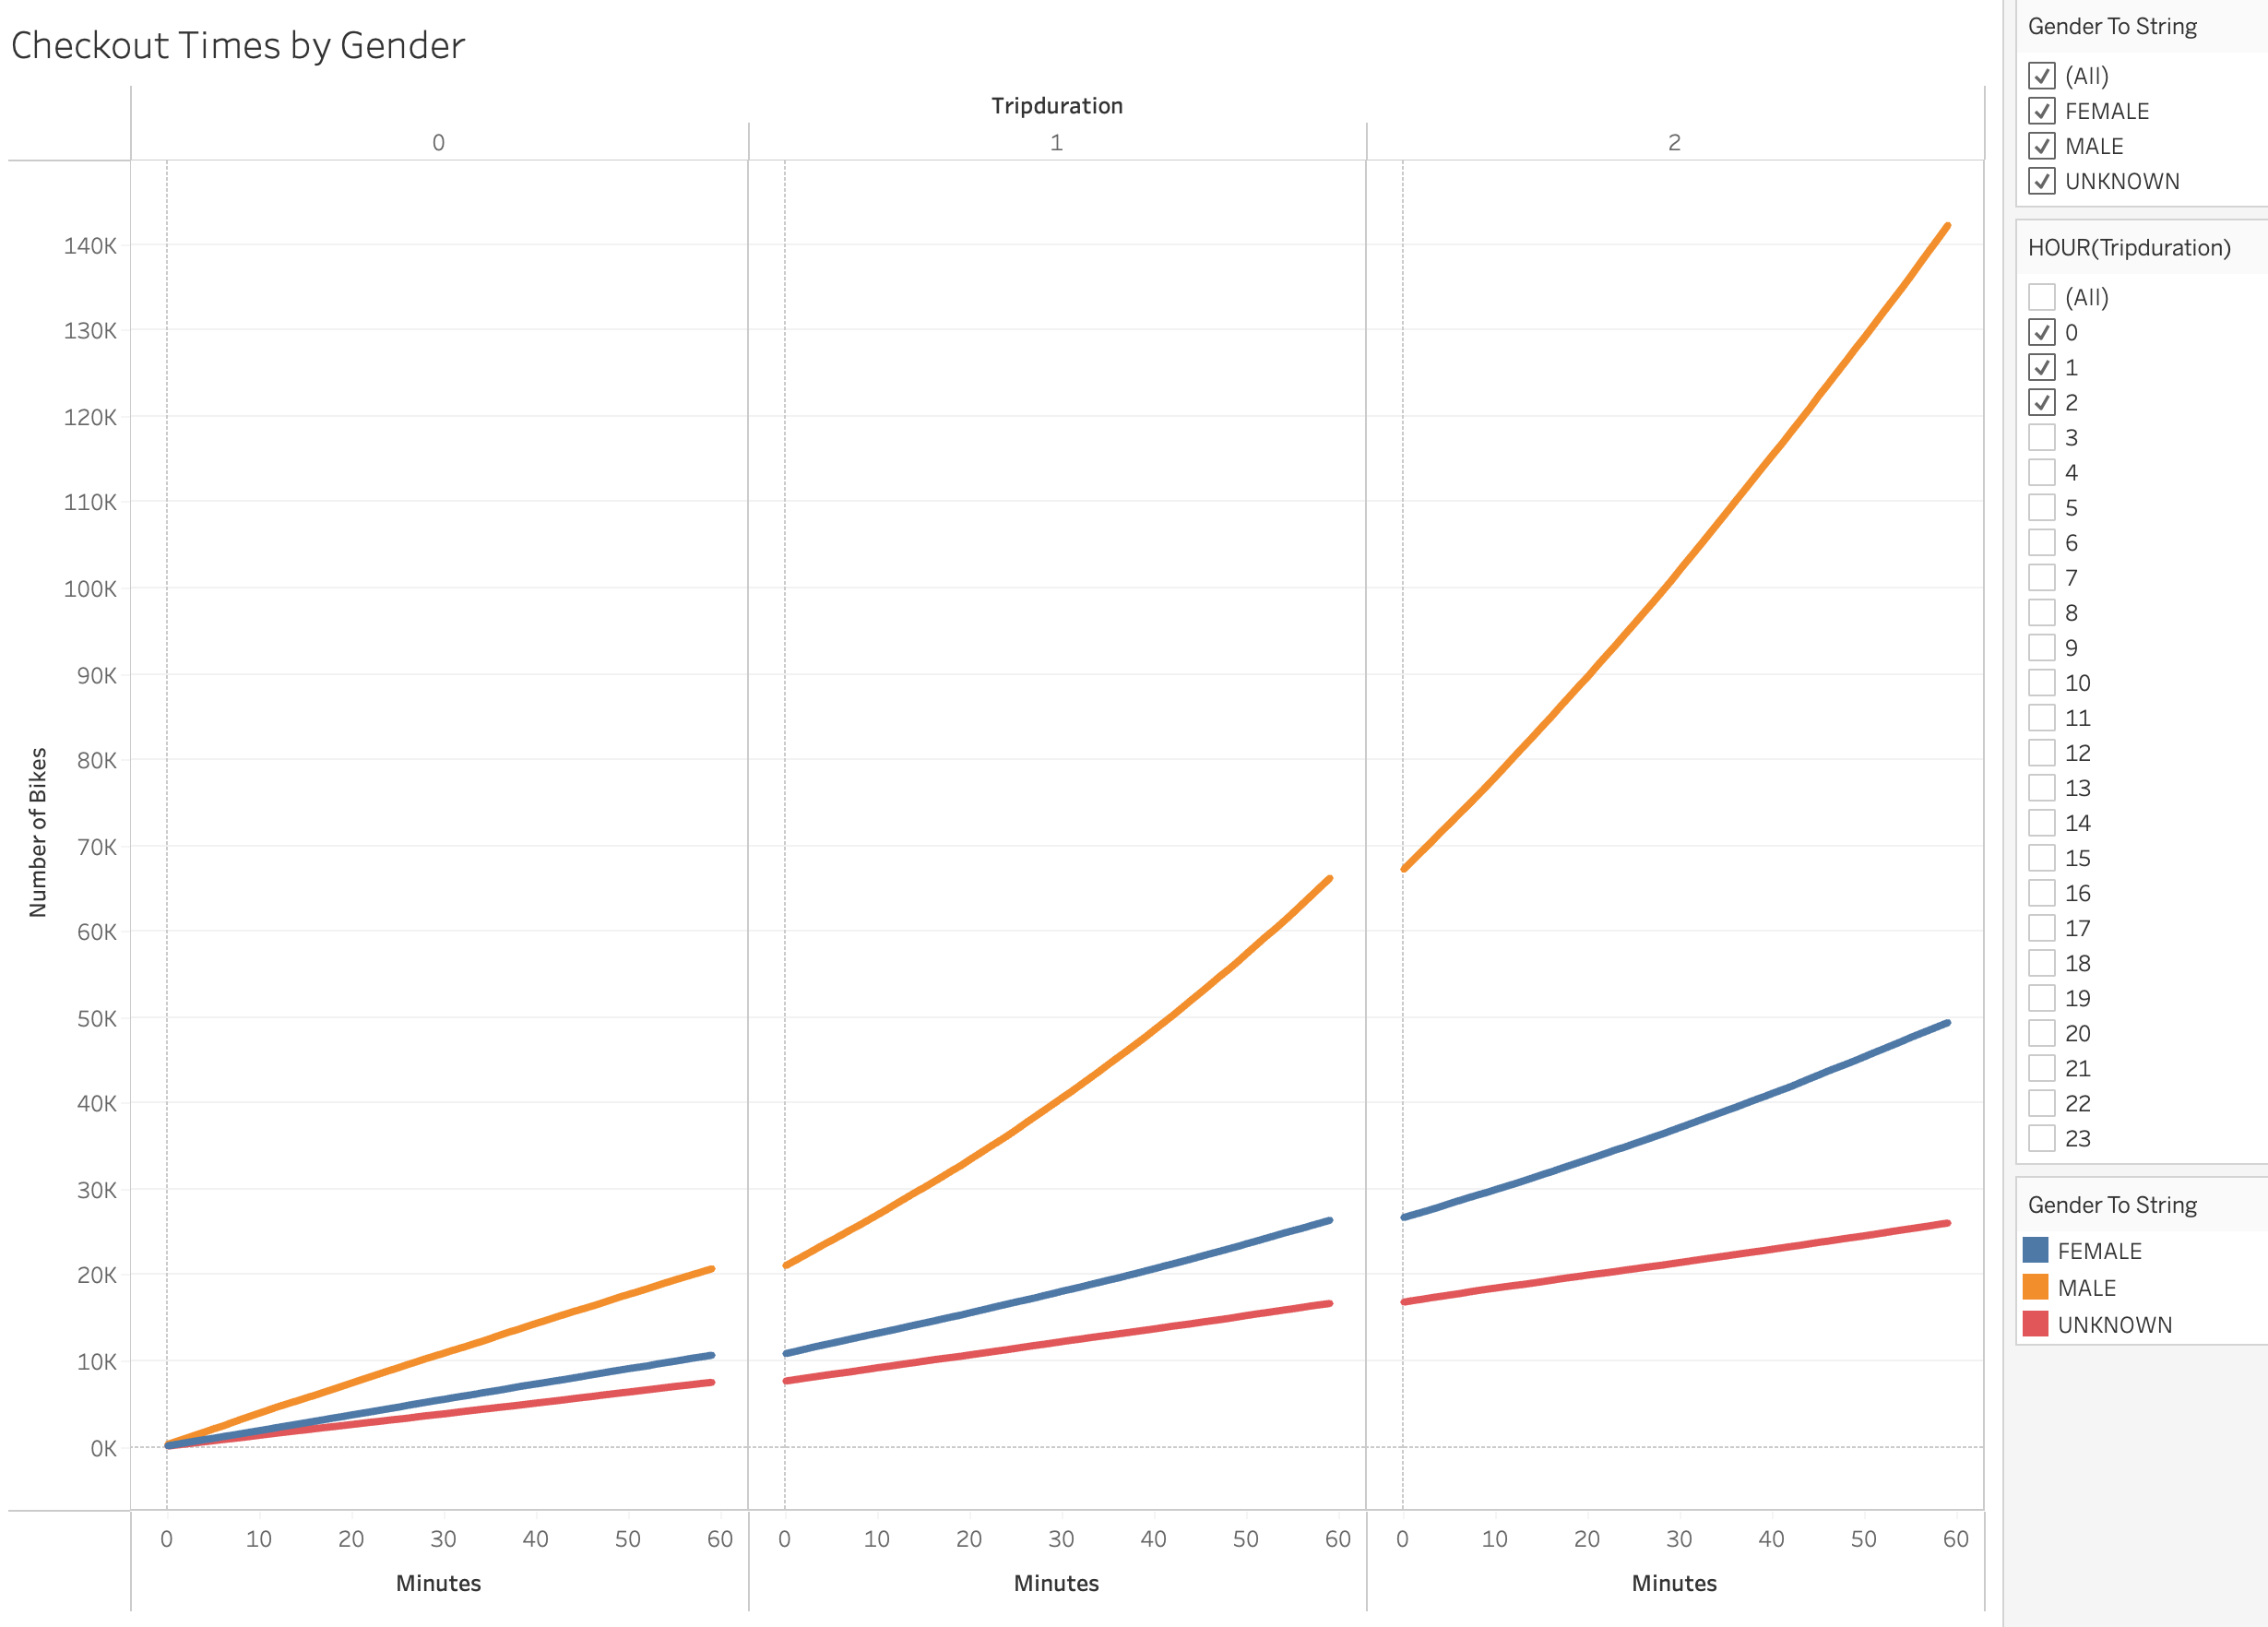 Checkout Times by Gender
Tripduration
0 1 2
140K
130K
120K
110K
100K
90K
80K
70K
60K
50K
40K
30K
20K
10K
0K
Number of Bikes
0 10 20 30 40 50 60 0 10 20 30 40 50 60 0 10 20 30 40 50 60
Minutes Minutes Minutes
Gender To String
(All)
FEMALE
MALE
UNKNOWN
HOUR(Tripduration)
(All)
0
1
2
3
4
5
6
7
8
9
10
11
12
13
14
15
16
17
18
19
20
21
22
23
Gender To String
FEMALE
MALE
UNKNOWN